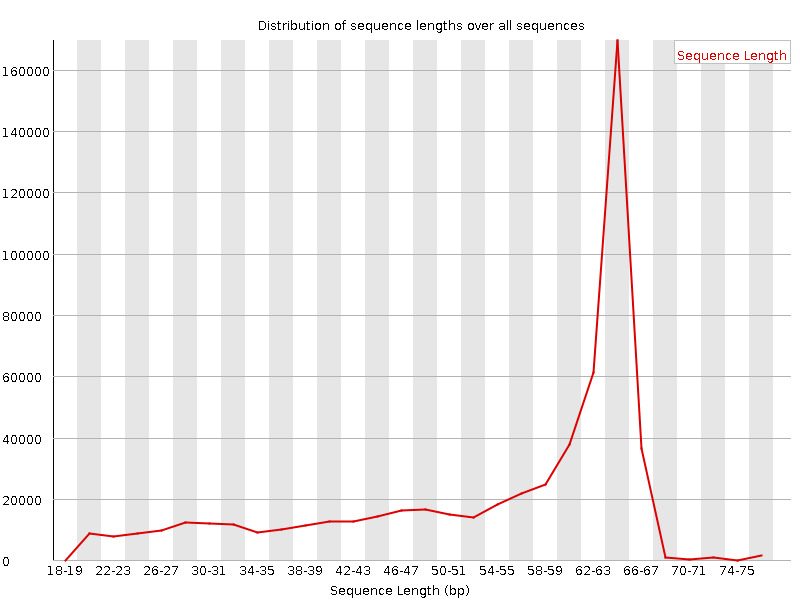 Distribution of sequence lengths over all sequences
Sequence Length
160000
140000
120000
100000
80000
60000
40000
20000
0
18-19 22-23 26-27 30-31 34-35 38-39 42-43 46-47 50-51 54-55 58-59 62-63 66-67 70-71 74-75
Sequence Length (bp)